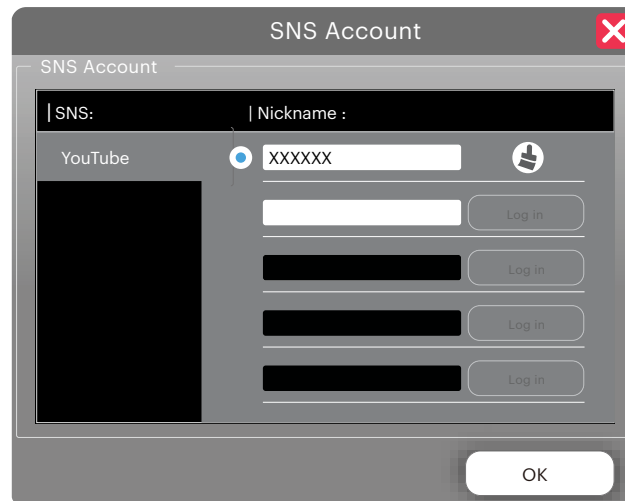 SNS Account
SNS Account
SNS: | Nickname :
YouTube XXXXXX
Log in
Log in
Log in
Log in
OK